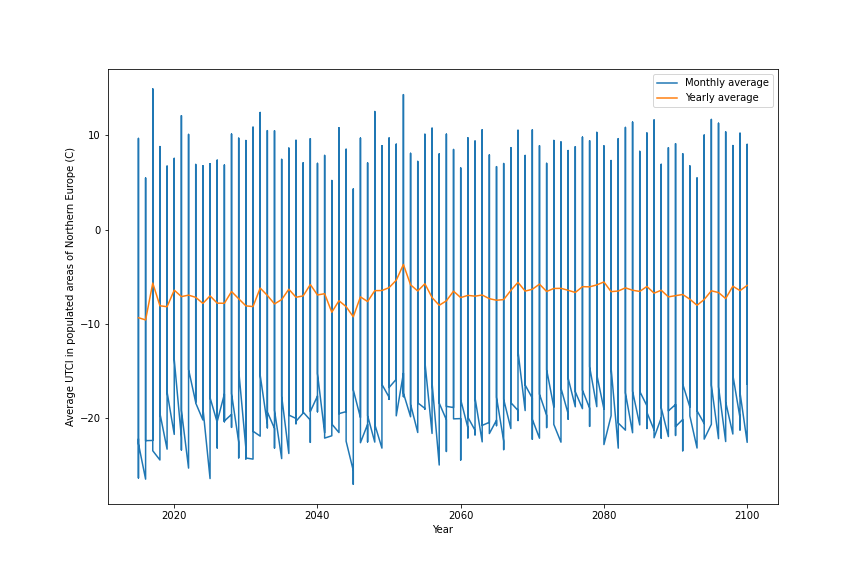 Monthly average
Yearly average
Average UTCI in populated areas of Northern Europe (C)
10
0
−10
−20
2020
2040
2060
2080
2100
Year